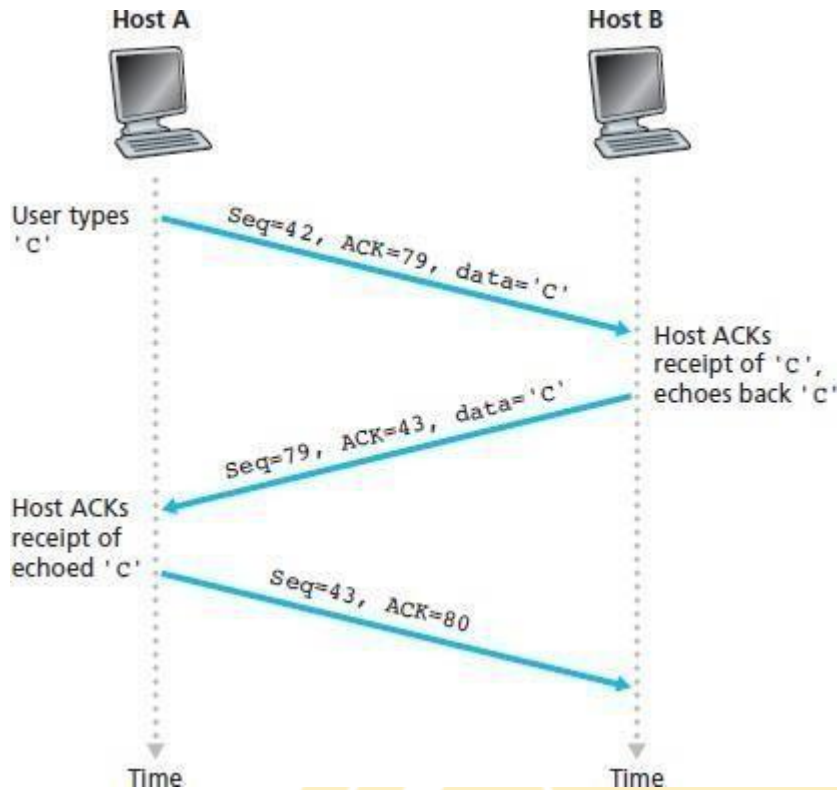 Host A
Host B
User types
'C'
Seq=42, ACK=79, data='C'
Host ACKs
receipt of 'C',
echoes back 'C'
Seq=79, ACK=43, data='C'
Host ACKs
receipt of
echoed 'C'
Seq=43, ACK=80
Time
Time